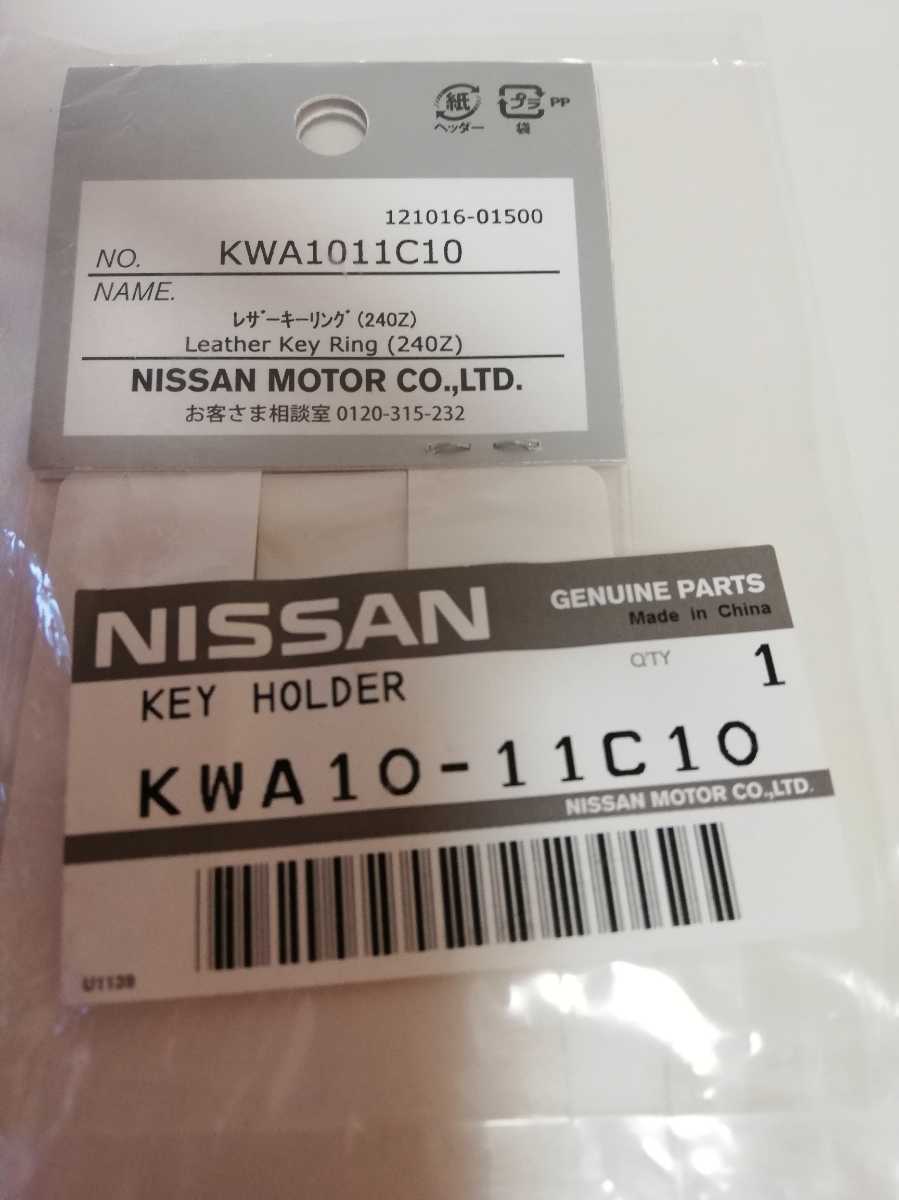 紙
ヘッダー
プラ PP
袋
121016-01500
NO. KWA1011C10
NAME.
ﾚｻﾞｰｷｰﾘﾝｸﾞ(240Z)
Leather Key Ring (240Z)
NISSAN MOTOR CO.,LTD.
お客さま相談室 0120-315-232
NISSAN GENUINE PARTS
Made in China
KEY HOLDER Q'TY 1
KWA10-11C10
NISSAN MOTOR CO.,LTD.
U1139